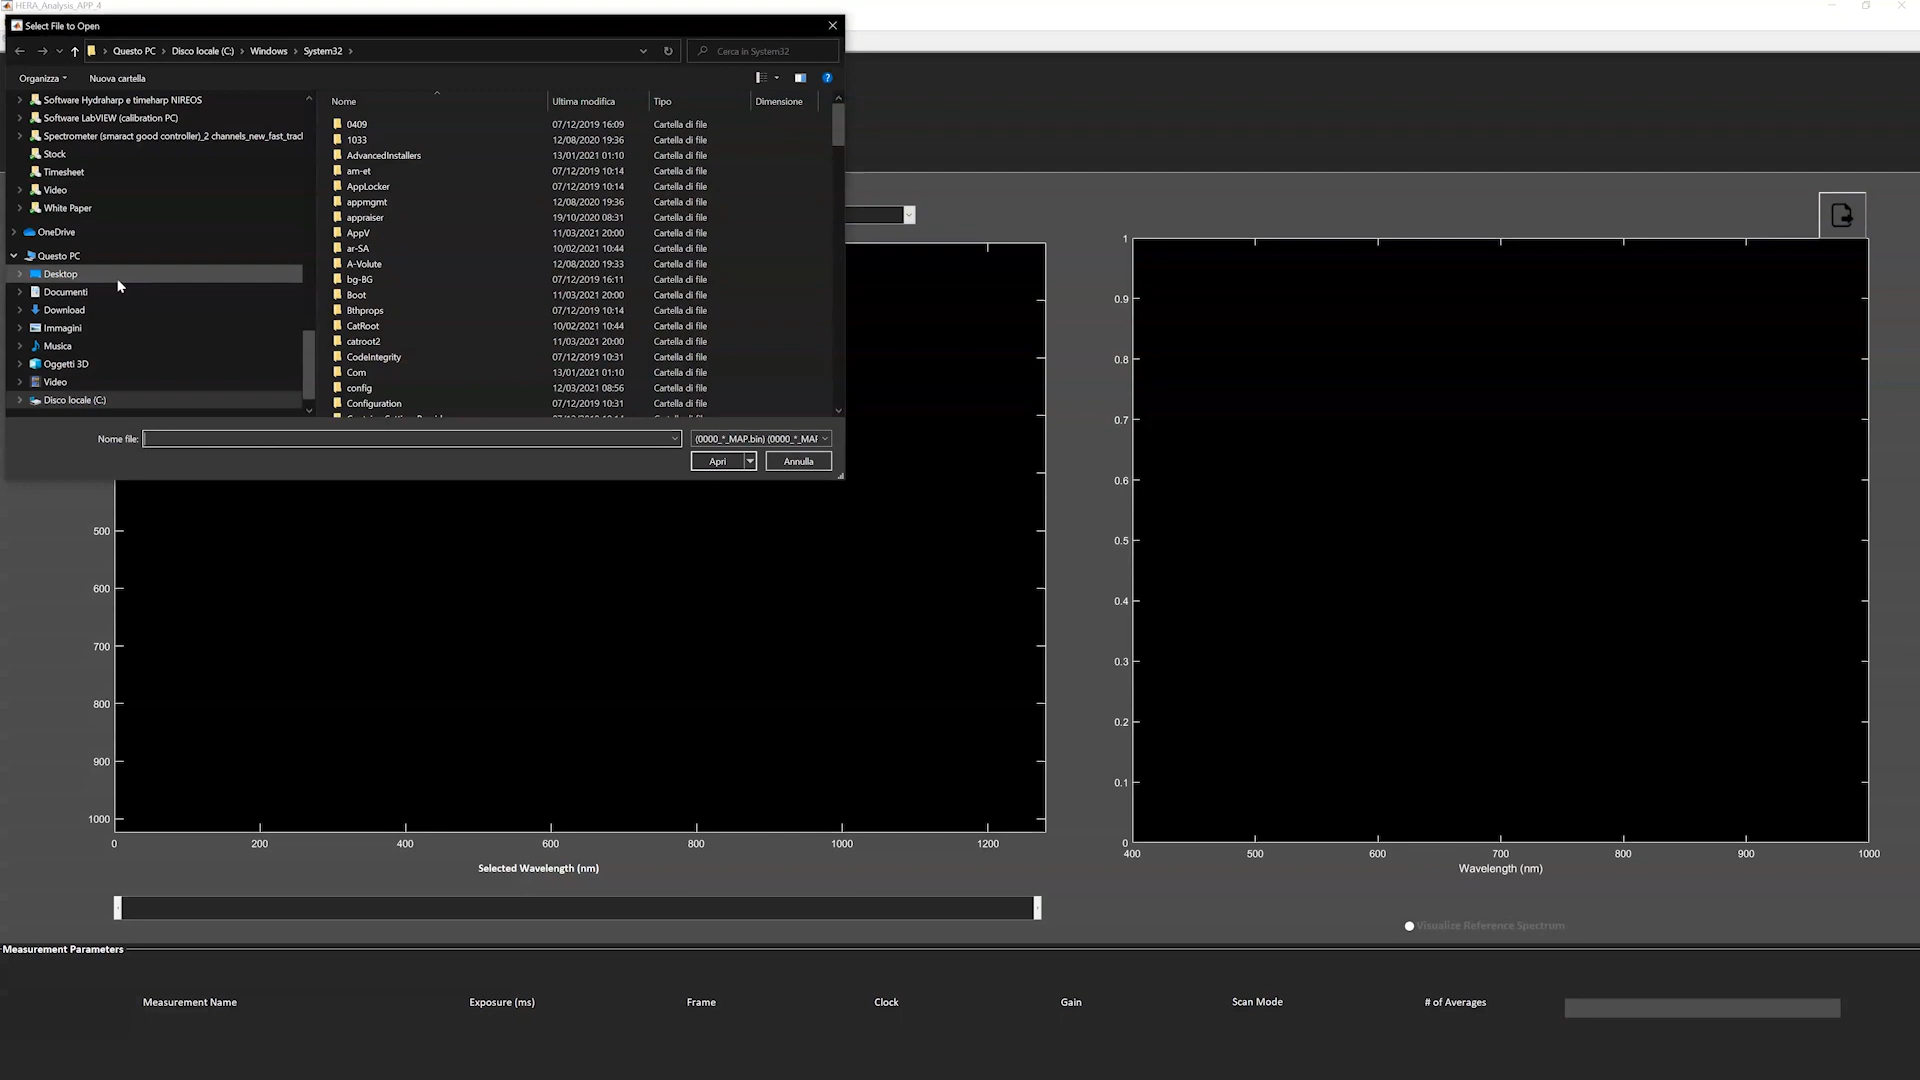 HERA_Analysis_APP_4
Select File to Open
Questo PC > Disco locale (C:) > Windows > System32 >
Cerca in System32
Organizza
Nuova cartella
Software Hydraharp e timeharp NIREOS
Software LabVIEW (calibration PC)
Spectrometer (smaract good controller)_2 channels_new_fast_tracl
Stock
Timesheet
Video
White Paper
OneDrive
Questo PC
Desktop
Documenti
Download
Immagini
Musica
Oggetti 3D
Video
Disco locale (C:)
Nome Ultima modifica Tipo Dimensione
0409 07/12/2019 16:09 Cartella di file
1033 12/08/2020 19:36 Cartella di file
AdvancedInstallers 13/01/2021 01:10 Cartella di file
am-et 07/12/2019 10:14 Cartella di file
AppLocker 07/12/2019 10:14 Cartella di file
appmgmt 12/08/2020 19:36 Cartella di file
appraiser 19/10/2020 08:31 Cartella di file
AppV 11/03/2021 20:00 Cartella di file
ar-SA 10/02/2021 10:44 Cartella di file
A-Volute 12/08/2020 19:33 Cartella di file
bg-BG 07/12/2019 16:11 Cartella di file
Boot 11/03/2021 20:00 Cartella di file
Bthprops 07/12/2019 10:14 Cartella di file
CatRoot 10/02/2021 10:44 Cartella di file
catroot2 11/03/2021 20:00 Cartella di file
CodeIntegrity 07/12/2019 10:31 Cartella di file
Com 13/01/2021 01:10 Cartella di file
config 12/03/2021 08:56 Cartella di file
Configuration 07/12/2019 10:31 Cartella di file
Nome file:
(0000_*_MAP.bin) (0000_*_MAF
Apri
Annulla
500
600
700
800
900
1000
0 200 400 600 800 1000 1200
Selected Wavelength (nm)
1
0.9
0.8
0.7
0.6
0.5
0.4
0.3
0.2
0.1
0
400 500 600 700 800 900 1000
Wavelength (nm)
Visualize Reference Spectrum
Measurement Parameters
Measurement Name Exposure (ms) Frame Clock Gain Scan Mode # of Averages